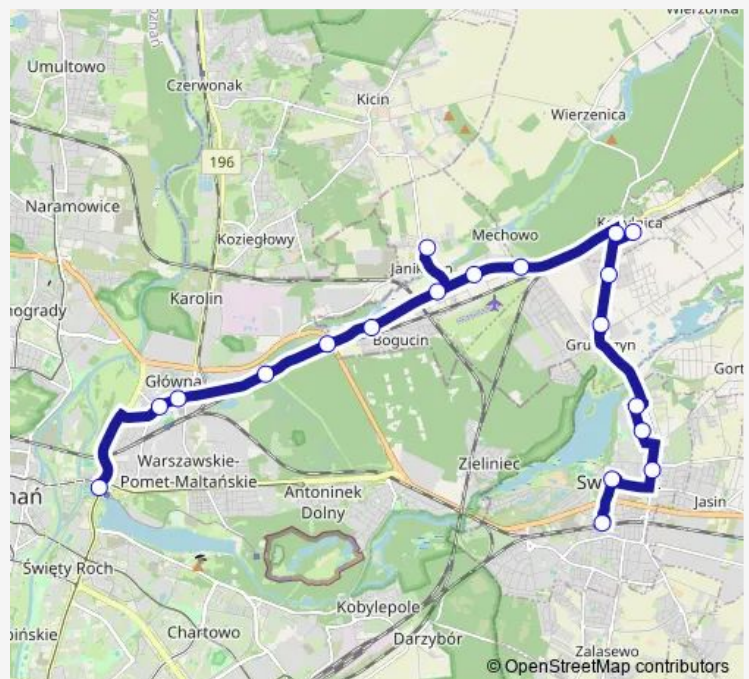 Umultowo
Czerwonak
Kicin
Wierzenica
196
Naramowice
Koziegłowy
Mechowo
Karolin
Bogucin
Główna
Warszawskie-
Pomet-Maltańskie
Zieliniec
Antoninek
Dolny
Jasin
Święty Roch
Kobylepole
Chartowo
Darzybór
Zalasewo
© OpenStreetMap contributors